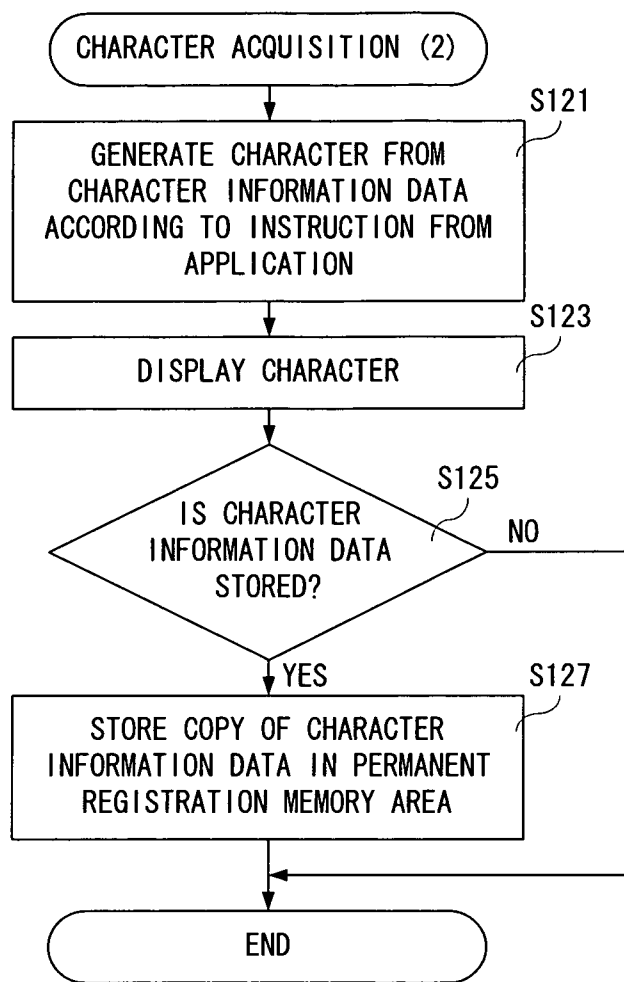 CHARACTER ACQUISITION (2)
S121
GENERATE CHARACTER FROM
CHARACTER INFORMATION DATA
ACCORDING TO INSTRUCTION FROM
APPLICATION
S123
DISPLAY CHARACTER
S125
IS CHARACTER
INFORMATION DATA
STORED?
NO
YES
S127
STORE COPY OF CHARACTER
INFORMATION DATA IN PERMANENT
REGISTRATION MEMORY AREA
END